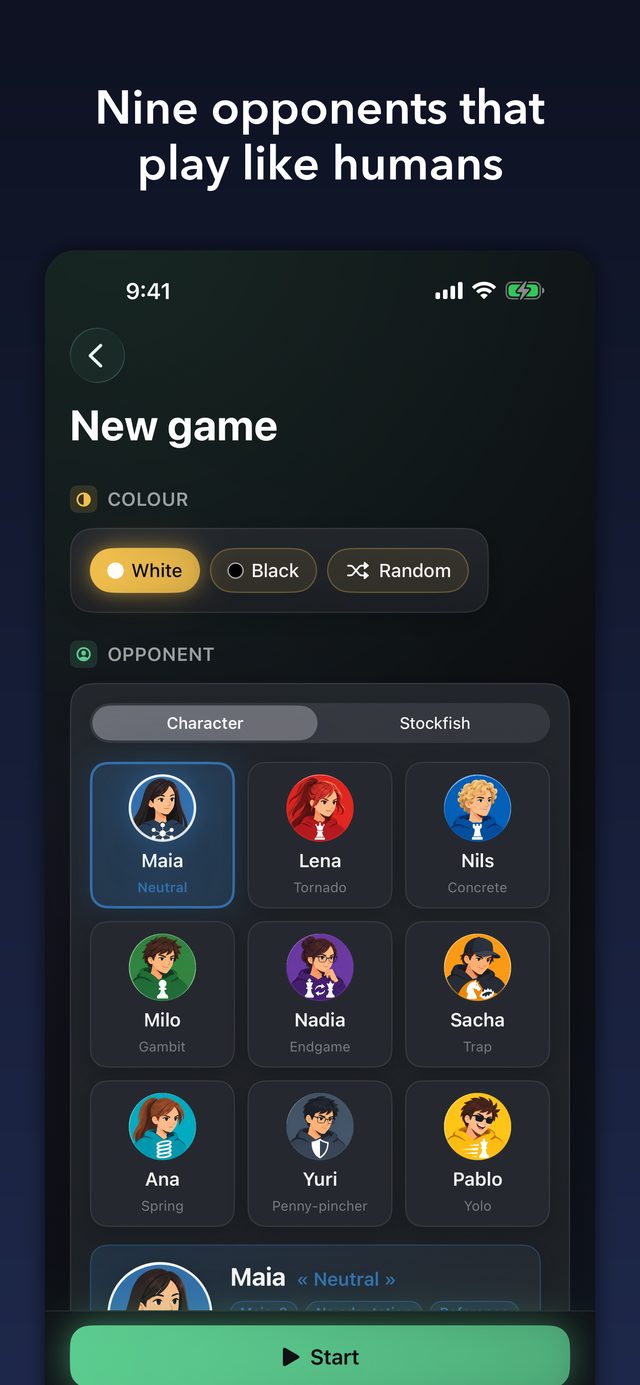 Nine opponents that
play like humans
9:41
New game
COLOUR
White
Black
Random
OPPONENT
Character
Stockfish
Maia
Lena
Nils
Neutral
Tornado
Concrete
Milo
Nadia
Sacha
Gambit
Endgame
Trap
Ana
Yuri
Pablo
Spring
Penny-pincher
Yolo
Maia « Neutral »
Start